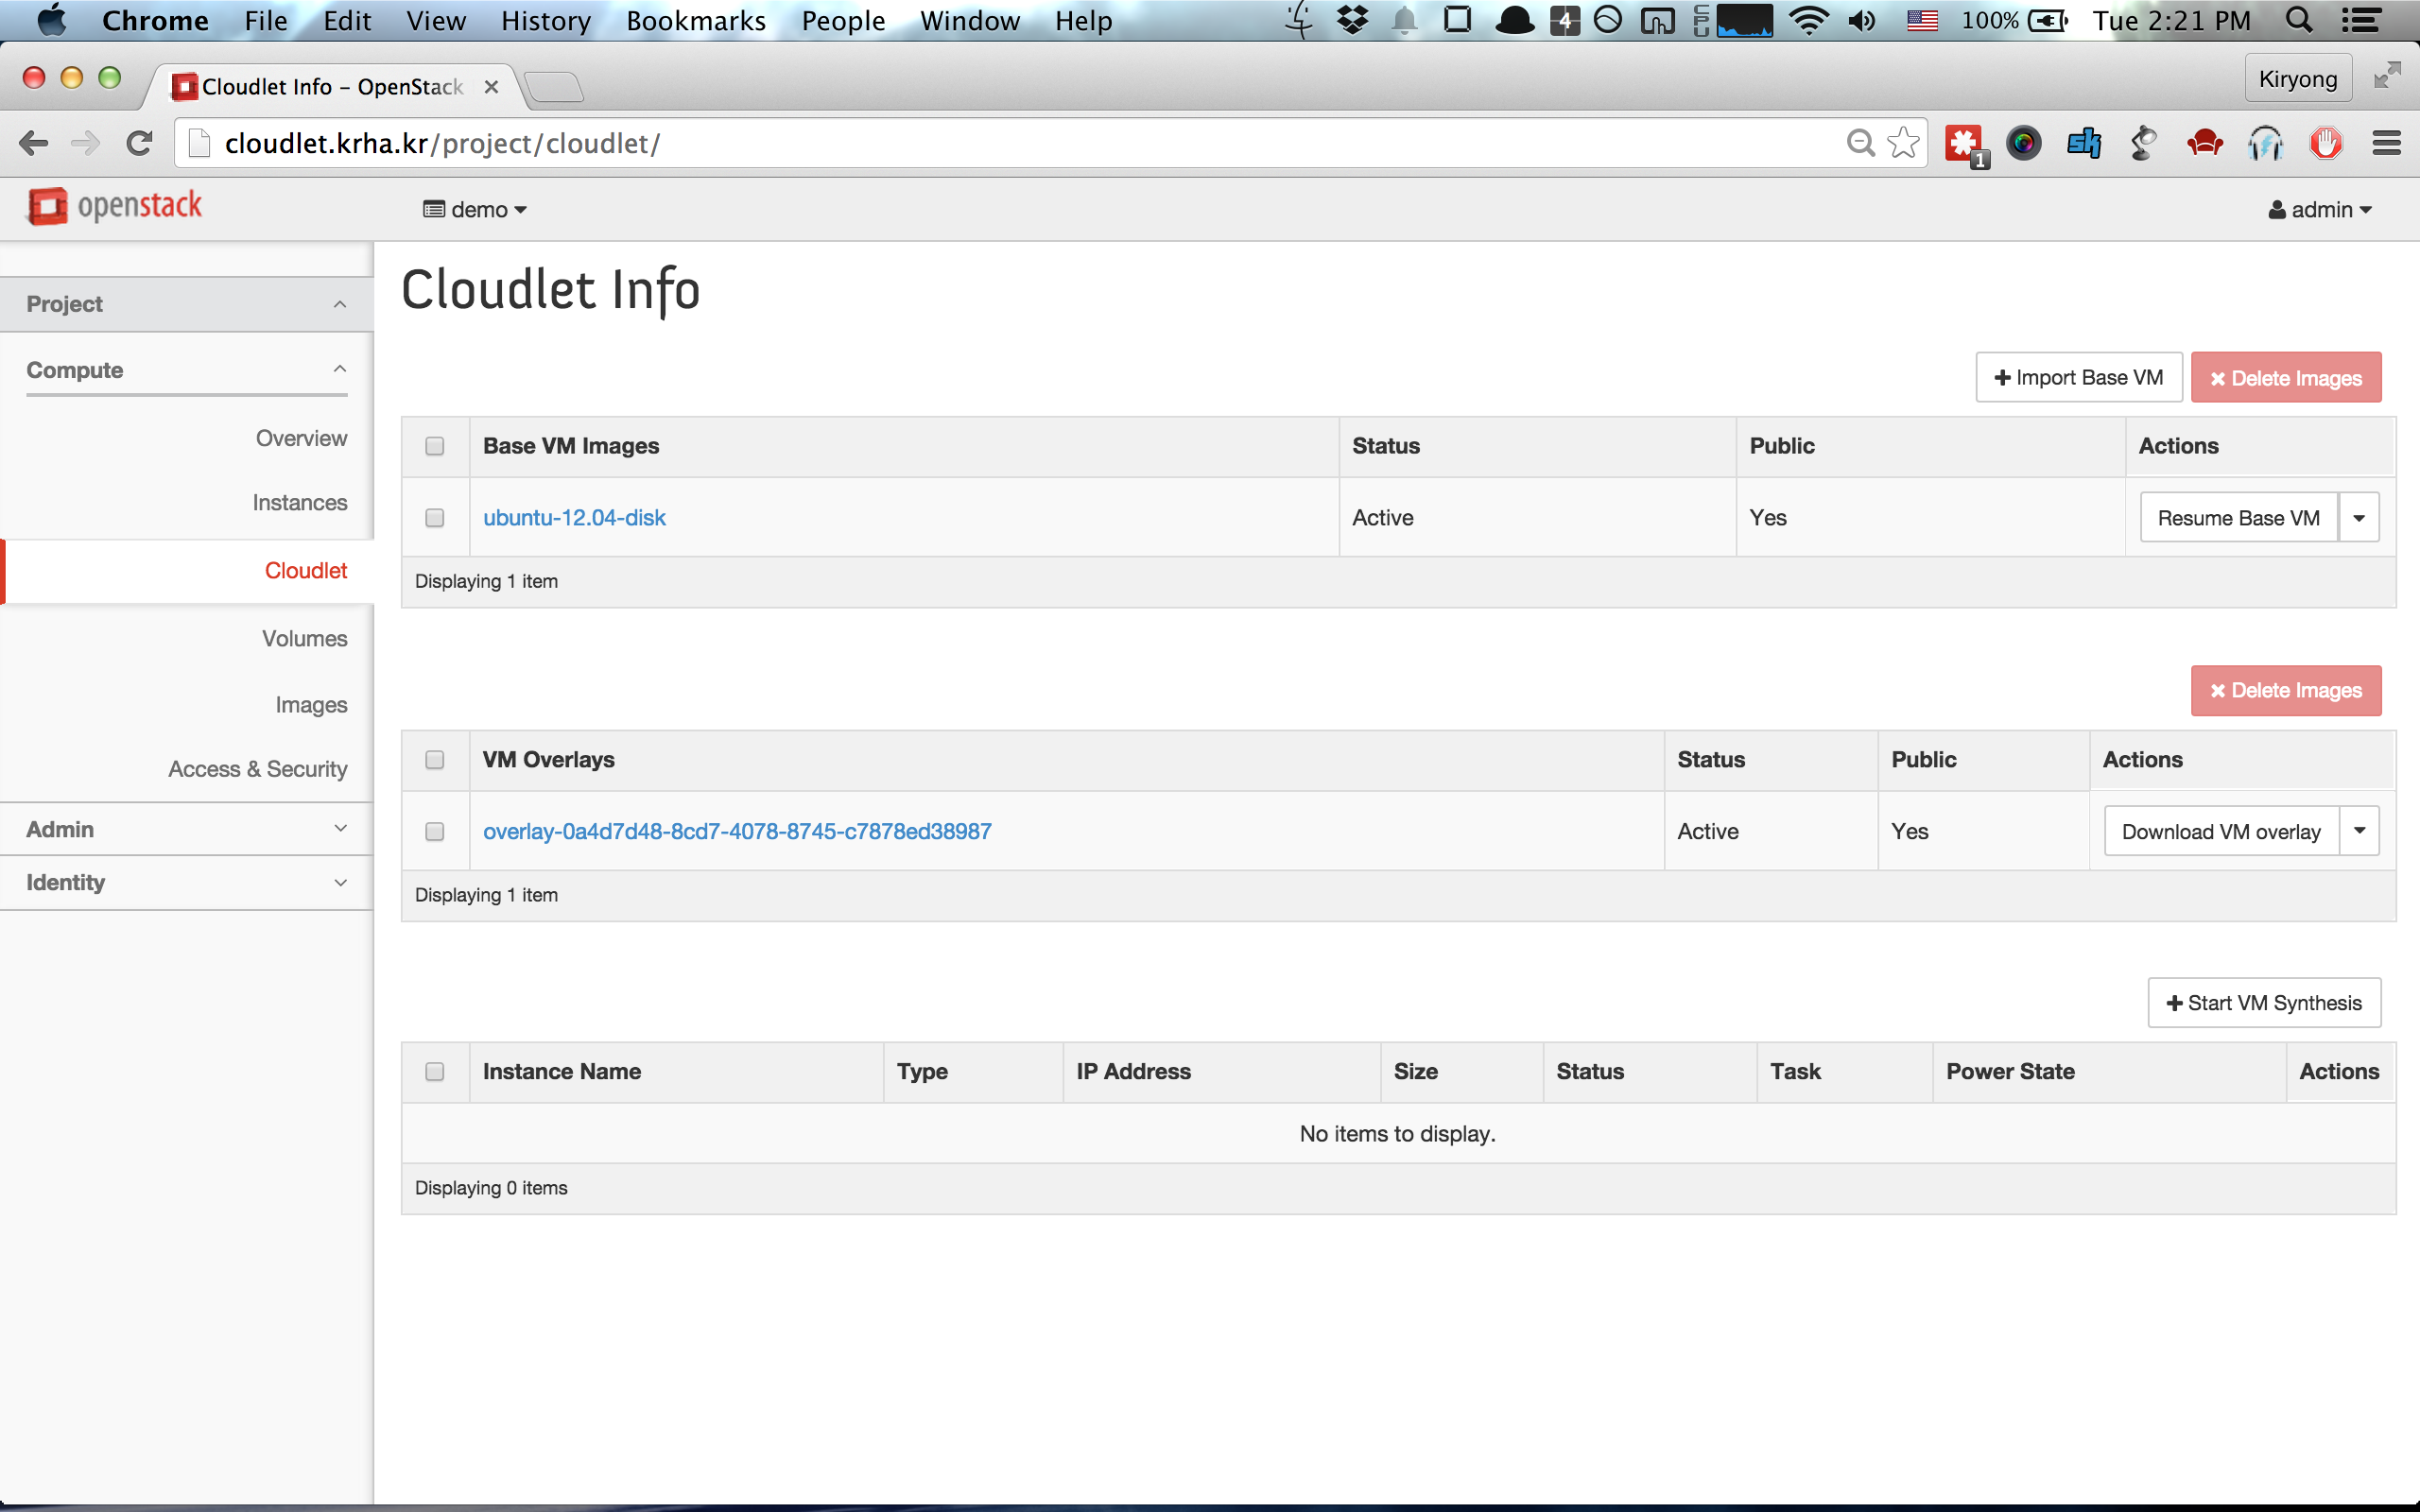 Chrome File Edit View History Bookmarks People Window Help 4 CPU 100% Tue 2:21 PM
Cloudlet Info – OpenStack Kiryong
cloudlet.krha.kr/project/cloudlet/ sk 1
openstack demo admin
Cloudlet Info
Project
Compute
Overview
Instances
Cloudlet
Volumes
Images
Access & Security
Admin
Identity
Import Base VM Delete Images
Base VM Images Status Public Actions
ubuntu-12.04-disk Active Yes Resume Base VM
Displaying 1 item
Delete Images
VM Overlays Status Public Actions
overlay-0a4d7d48-8cd7-4078-8745-c7878ed38987 Active Yes Download VM overlay
Displaying 1 item
Start VM Synthesis
Instance Name Type IP Address Size Status Task Power State Actions
No items to display.
Displaying 0 items